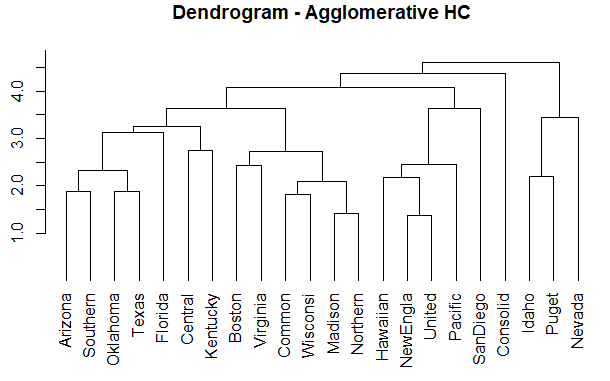 Dendrogram - Agglomerative HC
4.0
3.0
2.0
1.0
Arizona
Southern
Oklahoma
Texas
Florida
Central
Kentucky
Boston
Virginia
Common
Wisconsi
Madison
Northern
Hawaiian
NewEngla
United
Pacific
SanDiego
Consolid
Idaho
Puget
Nevada